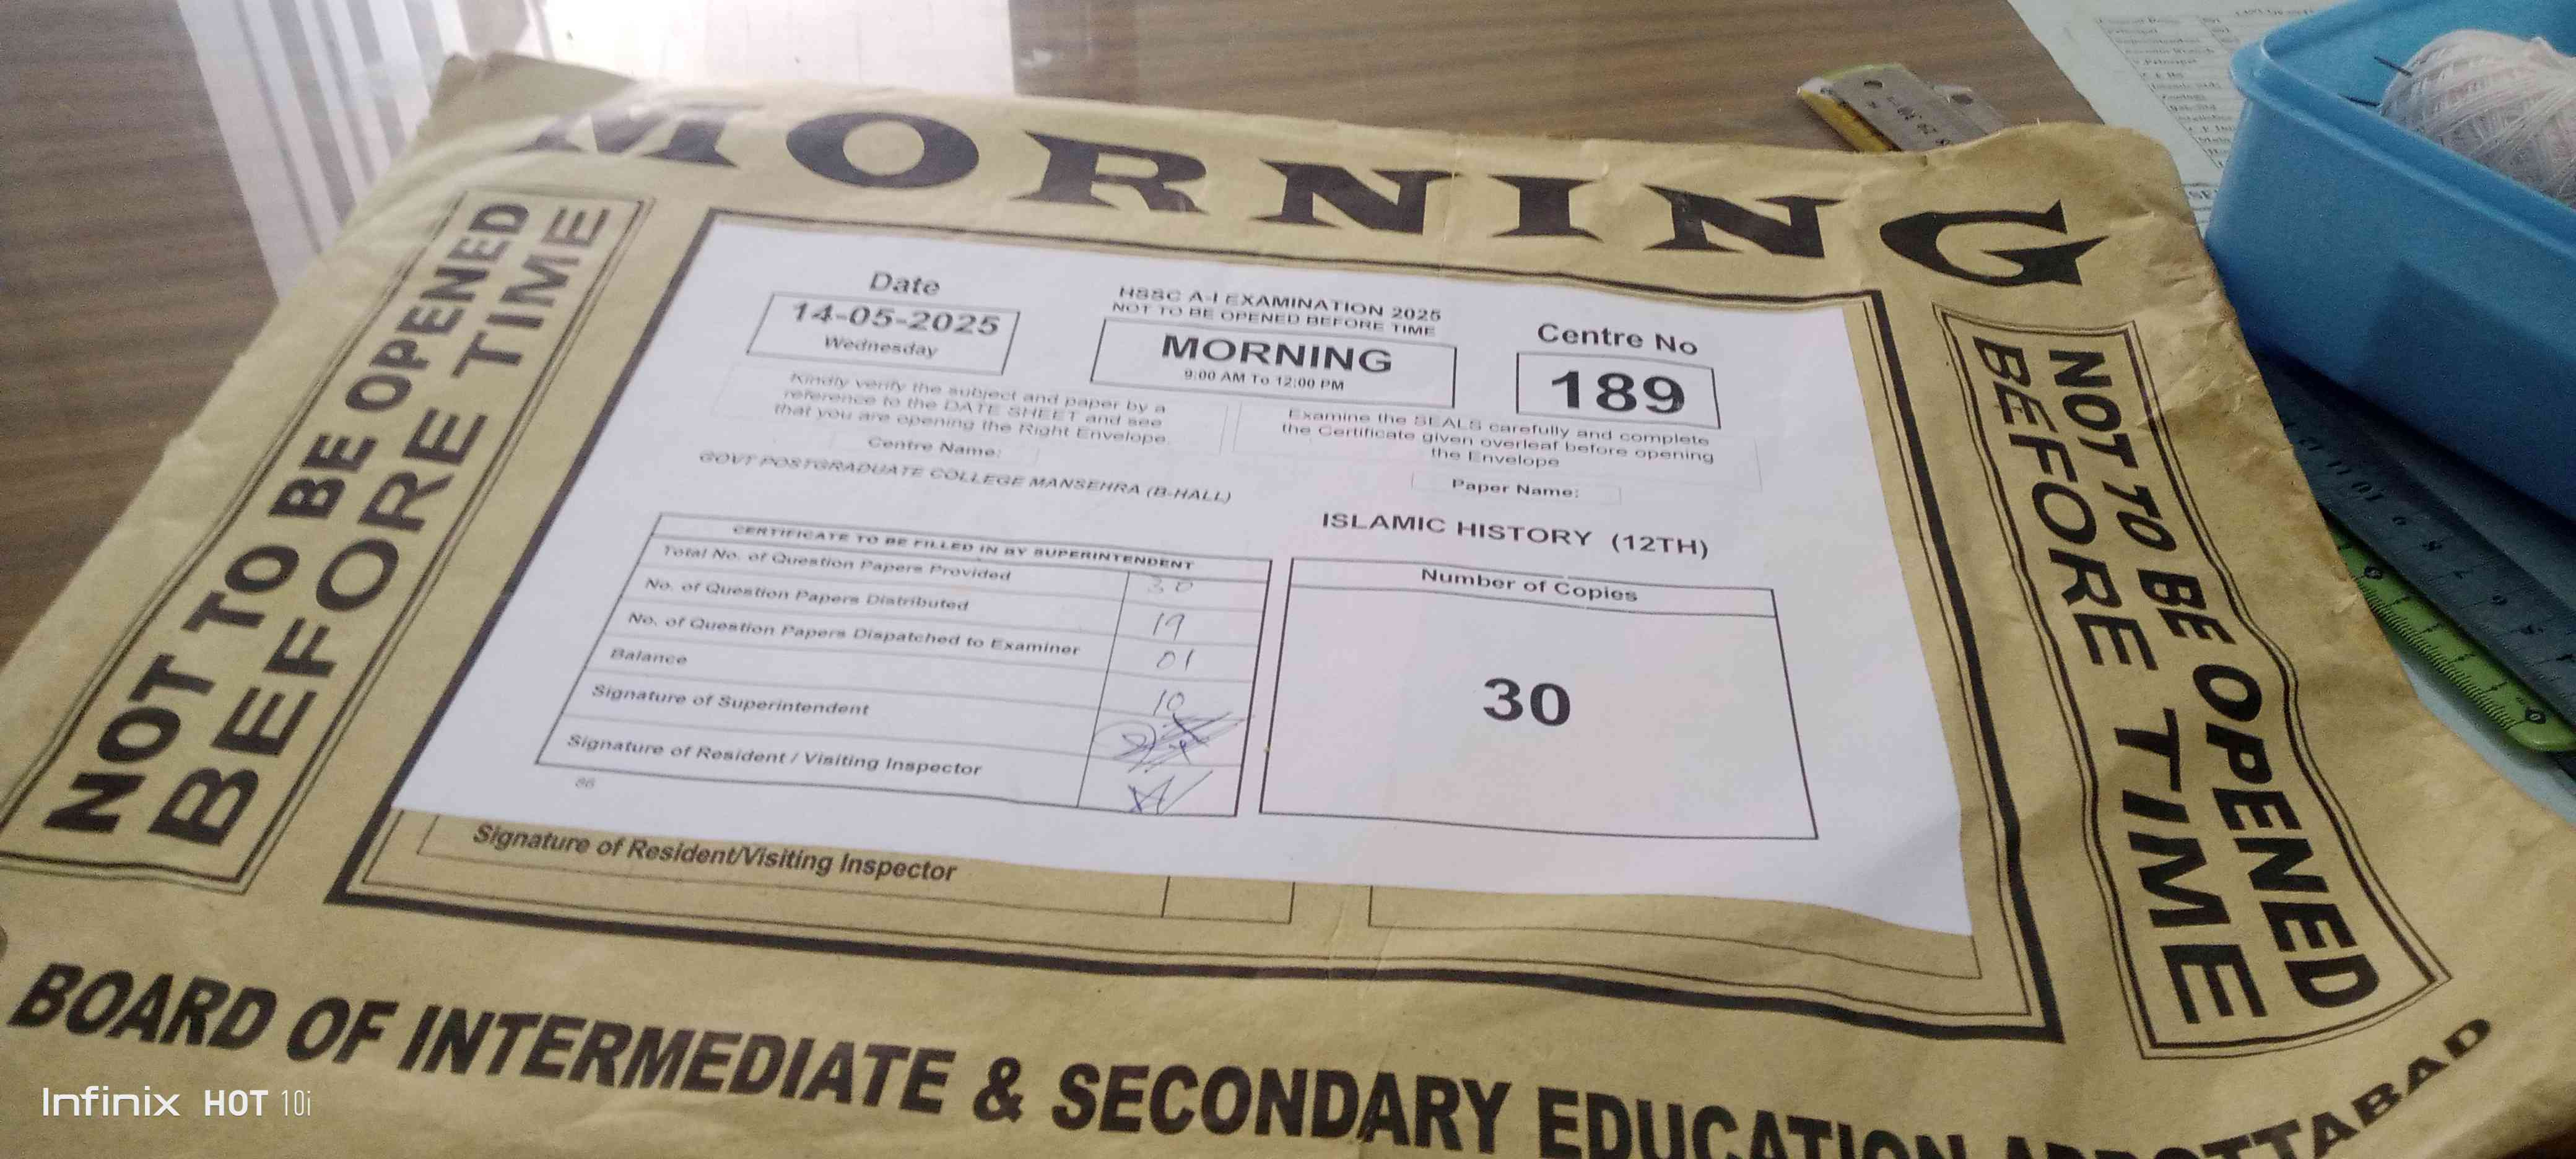 MORNING
NOT TO BE OPENED
BEFORE TIME
Date
14-05-2025
Wednesday
HSSC A-I EXAMINATION 2025
NOT TO BE OPENED BEFORE TIME
MORNING
9:00 AM To 12:00 PM
Centre No
189
Kindly verify the subject and paper by a
reference to the DATE SHEET and see
that you are opening the Right Envelope.
Examine the SEALS carefully and complete
the Certificate given overleaf before opening
the Envelope
Centre Name:
GOVT POSTGRADUATE COLLEGE MANSEHRA (B-HALL)
Paper Name:
ISLAMIC HISTORY (12TH)
CERTIFICATE TO BE FILLED IN BY SUPERINTENDENT
Total No. of Question Papers Provided 30
No. of Question Papers Distributed 19
No. of Question Papers Dispatched to Examiner 01
Balance 10
Signature of Superintendent
Signature of Resident / Visiting Inspector
86
Number of Copies
30
Signature of Resident/Visiting Inspector
NOT TO BE OPENED
BEFORE TIME
BOARD OF INTERMEDIATE & SECONDARY EDUCATION ABBOTTABAD
Infinix HOT 10i